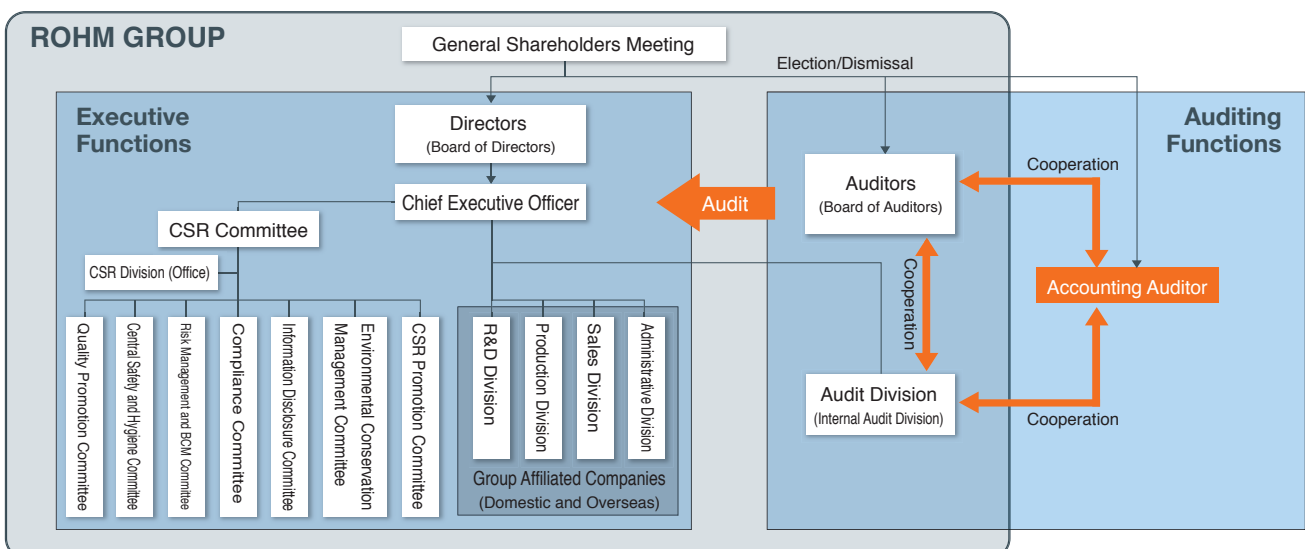 ROHM GROUP
General Shareholders Meeting
Election/Dismissal
Executive
Functions
Directors
(Board of Directors)
Chief Executive Officer
CSR Committee
CSR Division (Office)
Quality Promotion Committee
Central Safety and Hygiene Committee
Risk Management and BCM Committee
Compliance Committee
Information Disclosure Committee
Environmental Conservation
Management Committee
CSR Promotion Committee
R&D Division
Production Division
Sales Division
Administrative Division
Group Affiliated Companies
(Domestic and Overseas)
Audit
Auditing
Functions
Auditors
(Board of Auditors)
Cooperation
Cooperation
Accounting Auditor
Audit Division
(Internal Audit Division)
Cooperation